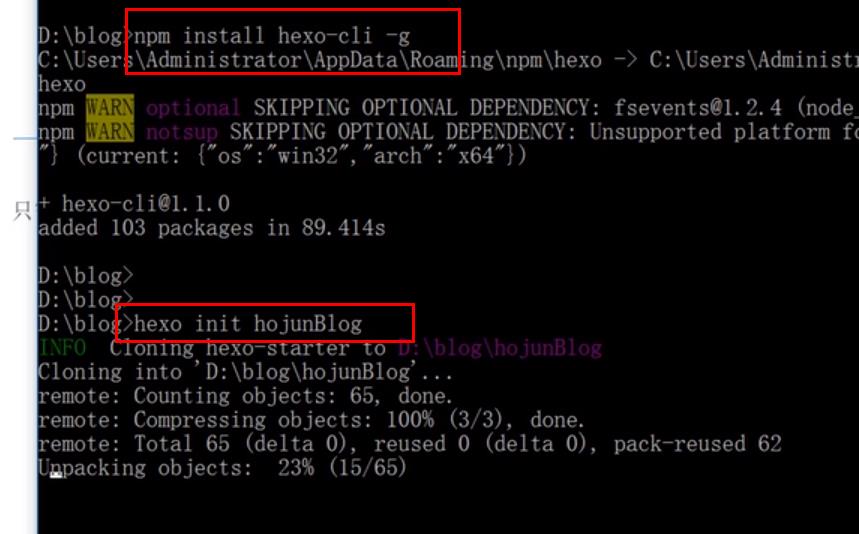 D:\blog>npm install hexo-cli -g
C:\Users\Administrator\AppData\Roaming\npm\hexo -> C:\Users\Administr
hexo
npm WARN optional SKIPPING OPTIONAL DEPENDENCY: fsevents@1.2.4 (node_
npm WARN notsup SKIPPING OPTIONAL DEPENDENCY: Unsupported platform fo
"} (current: {"os":"win32","arch":"x64"})
只
+ hexo-cli@1.1.0
added 103 packages in 89.414s
D:\blog>
D:\blog>
D:\blog>hexo init hojunBlog
INFO Cloning hexo-starter to D:\blog\hojunBlog
Cloning into 'D:\blog\hojunBlog'...
remote: Counting objects: 65, done.
remote: Compressing objects: 100% (3/3), done.
remote: Total 65 (delta 0), reused 0 (delta 0), pack-reused 62
Unpacking objects: 23% (15/65)